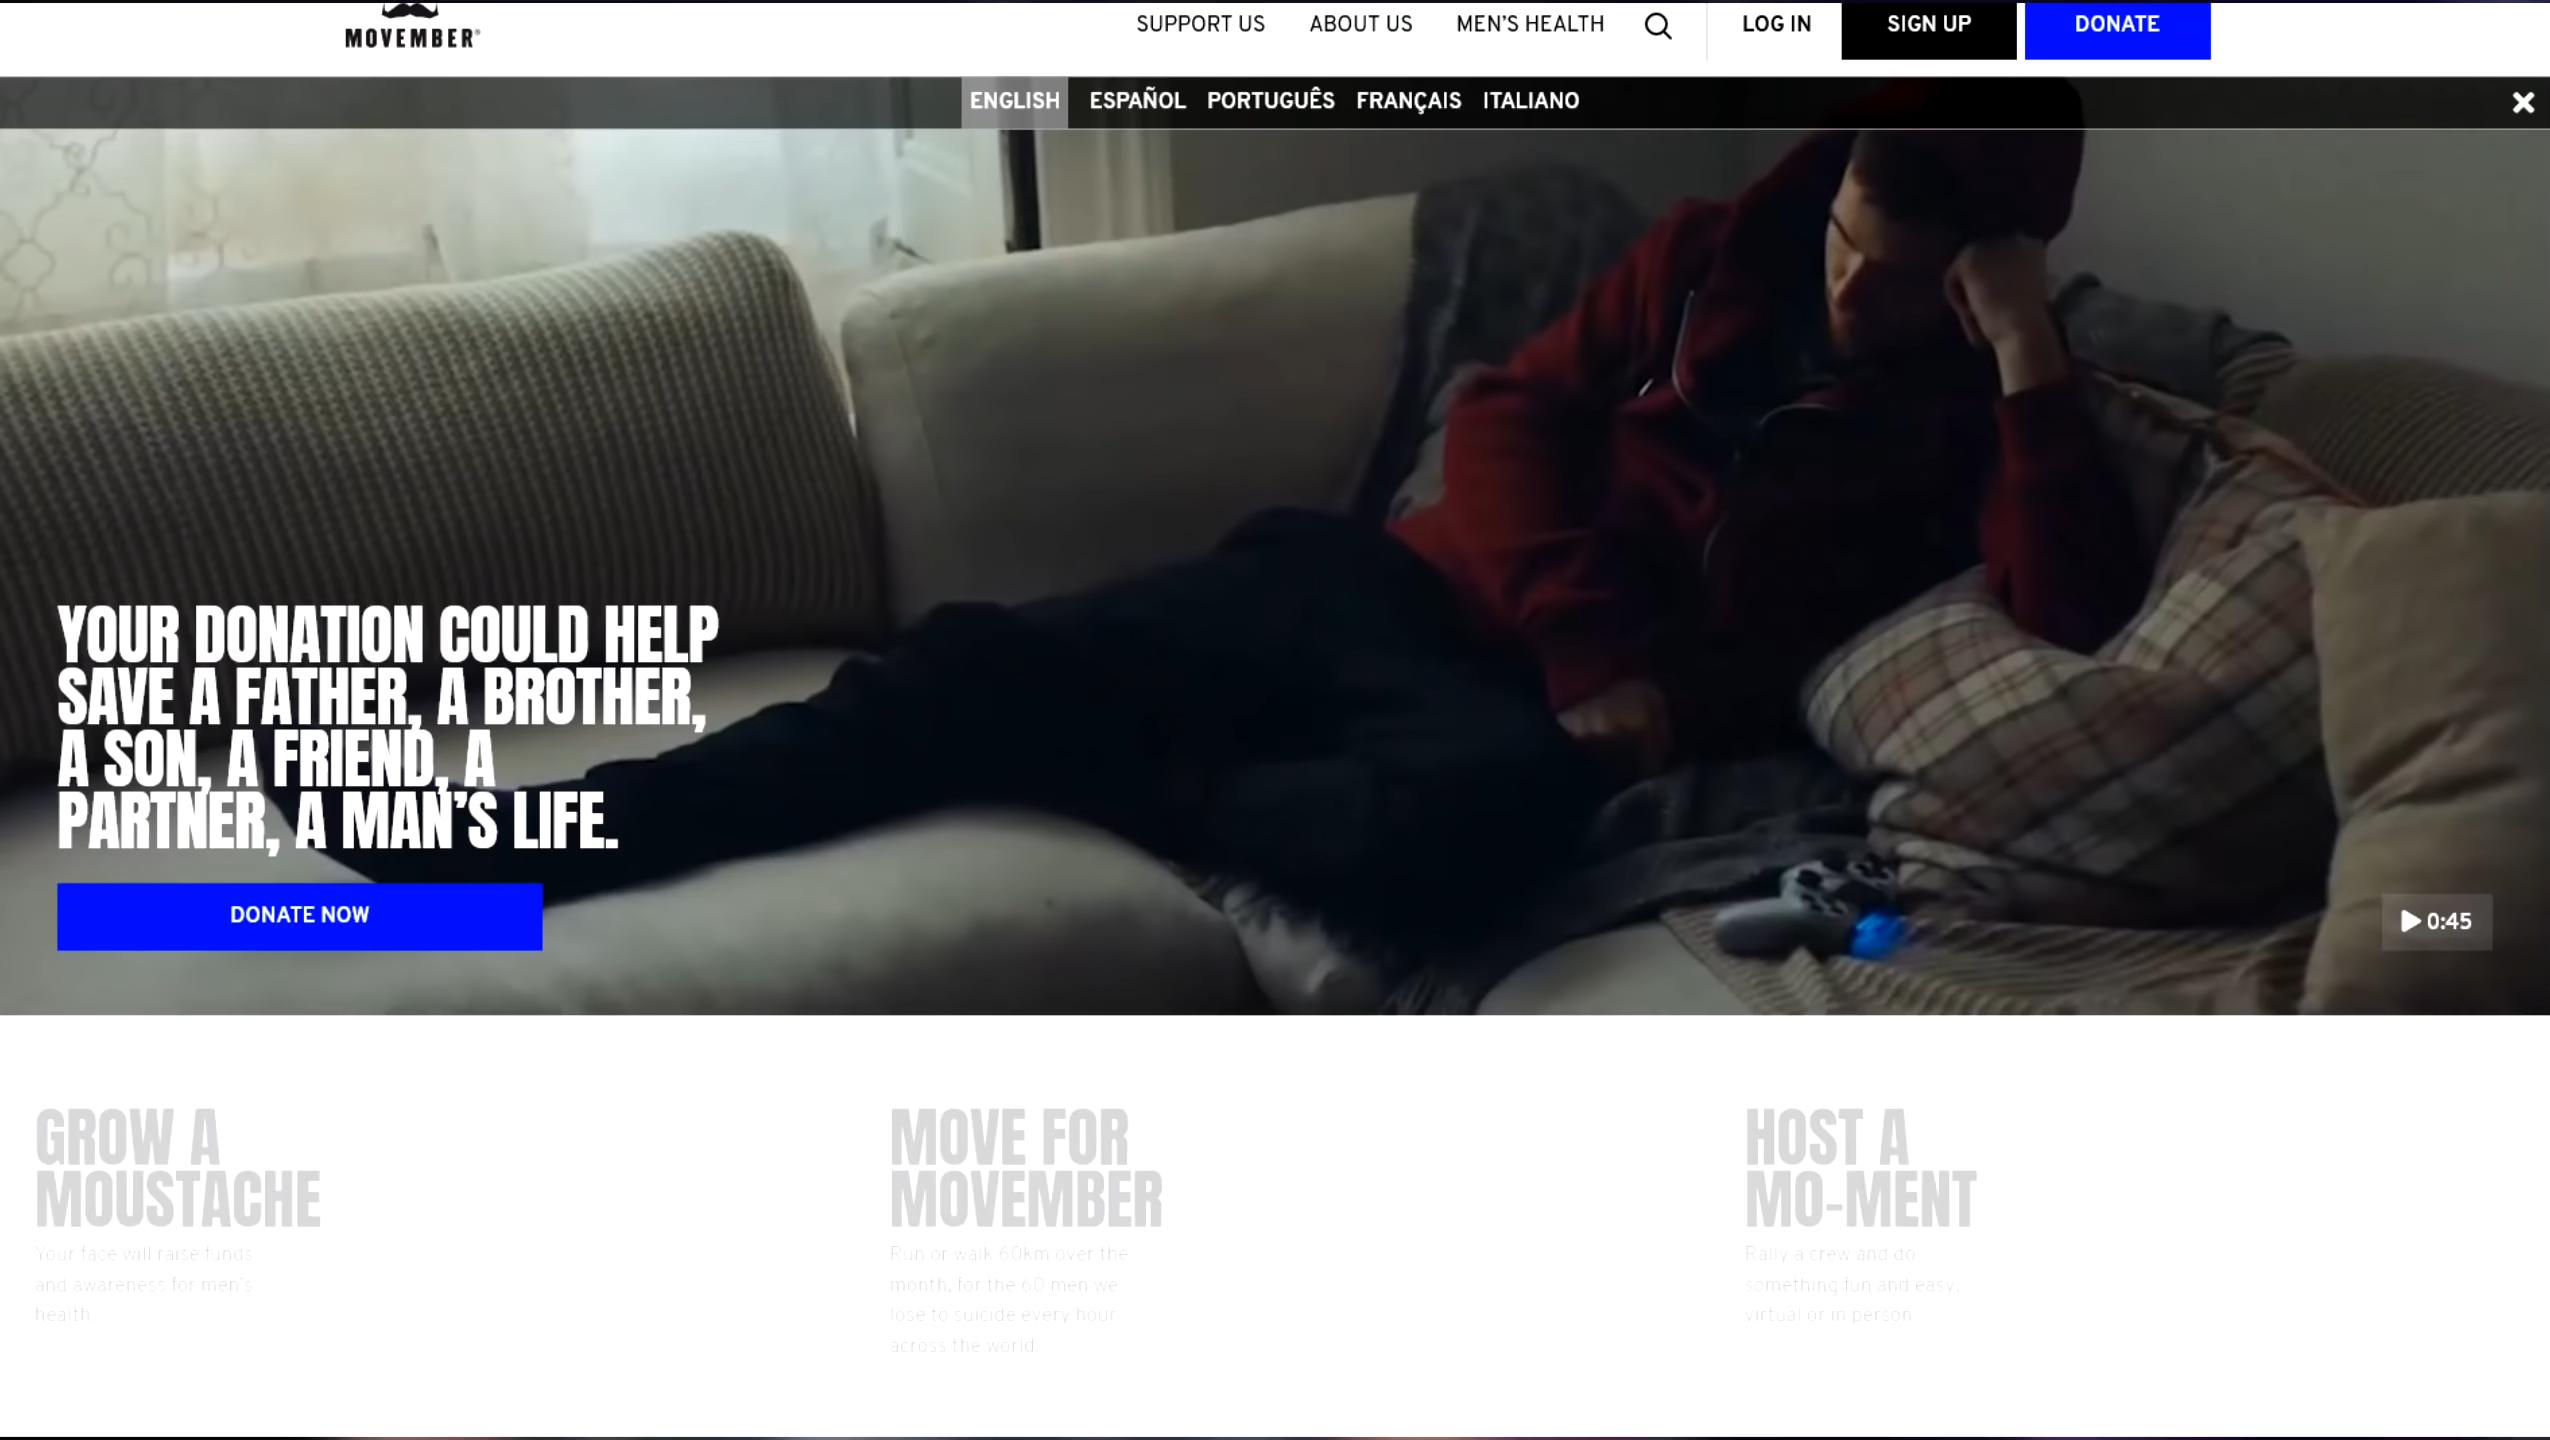 MOVEMBER®
SUPPORT US
ABOUT US
MEN'S HEALTH
LOG IN
SIGN UP
DONATE
ENGLISH
ESPAÑOL
PORTUGUÊS
FRANÇAIS
ITALIANO
YOUR DONATION COULD HELP
SAVE A FATHER, A BROTHER,
A SON, A FRIEND, A
PARTNER, A MAN'S LIFE.
DONATE NOW
0:45
GROW A
MOUSTACHE
Your face will raise funds
and awareness for men's
health.
MOVE FOR
MOVEMBER
Run or walk 60km over the
month, for the 60 men we
lose to suicide every hour
across the world.
HOST A
MO-MENT
Rally a crew and do
something fun and easy,
virtual or in person.